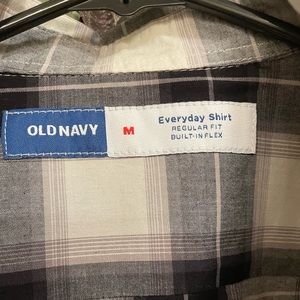 OLD NAVY
M
Everyday Shirt
REGULAR FIT
BUILT-IN FLEX